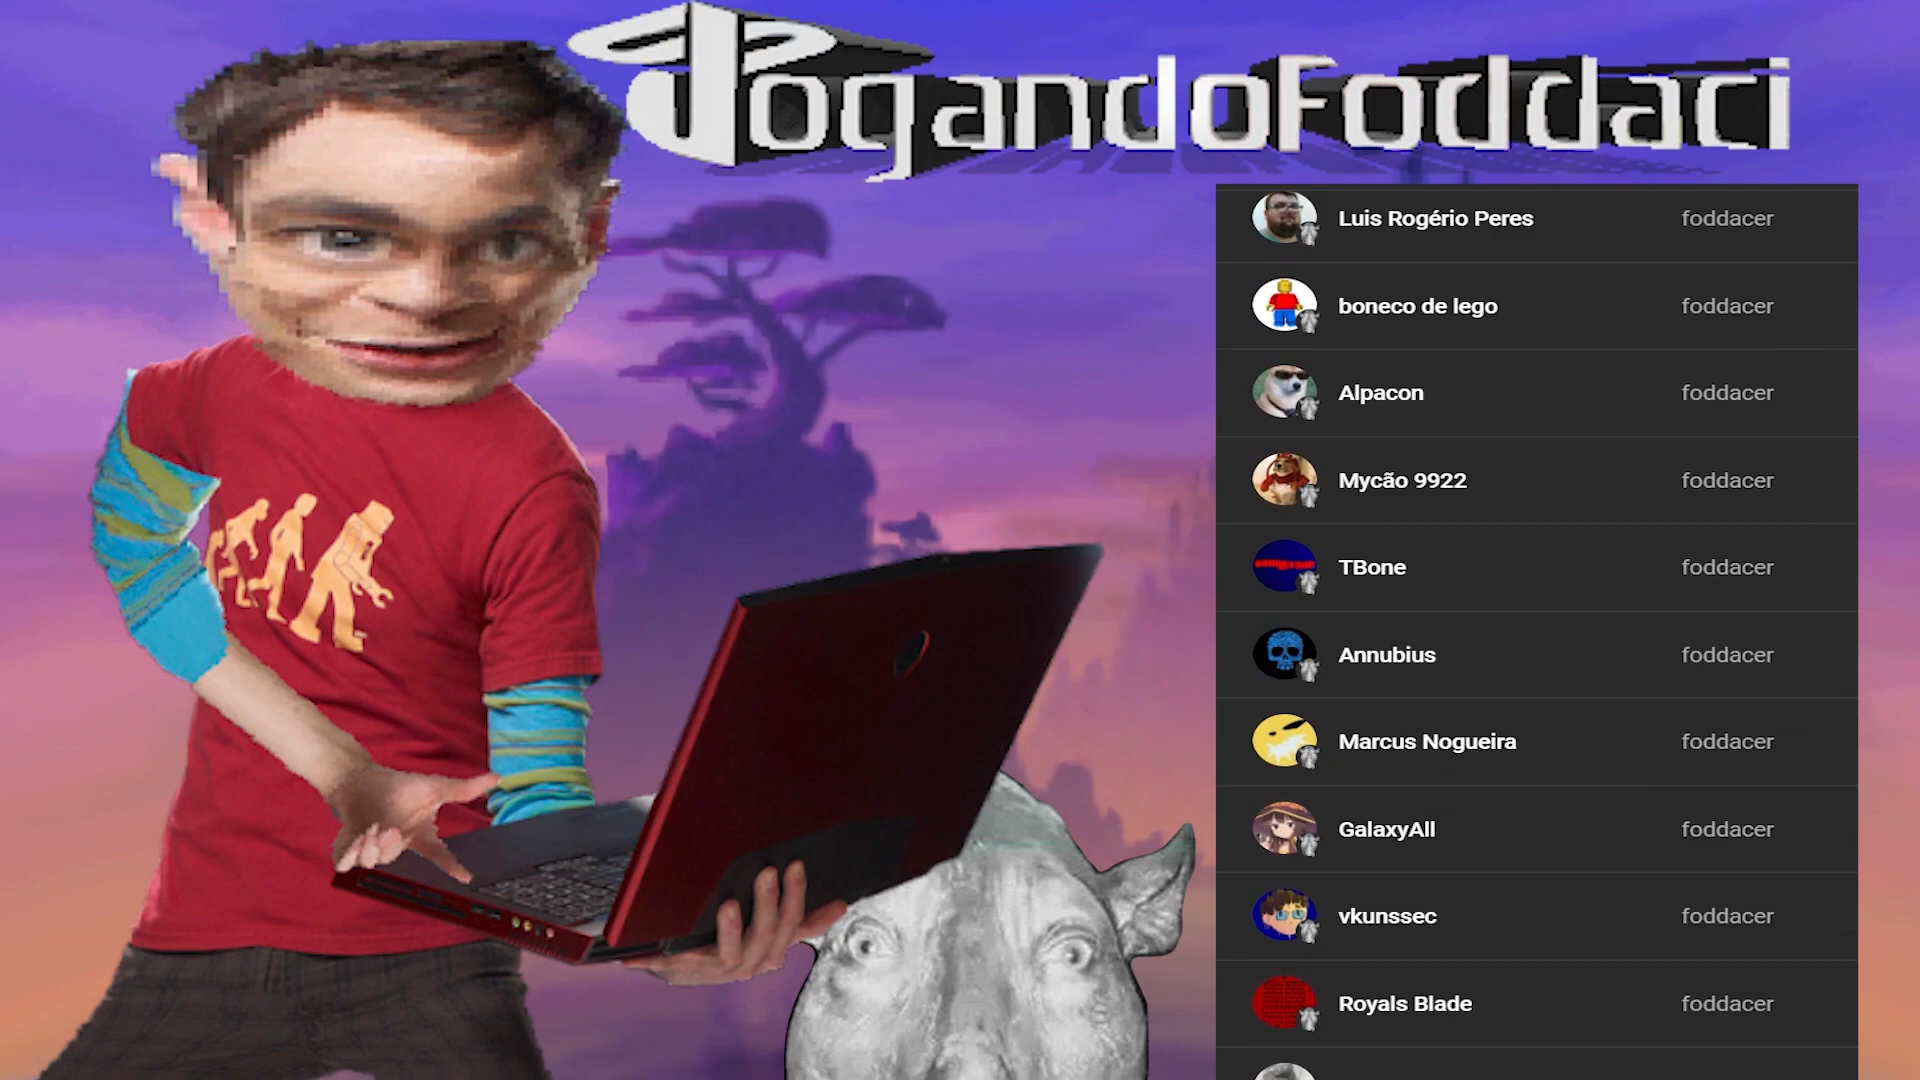 JogandoFoddaci
Luis Rogério Peres foddacer
boneco de lego foddacer
Alpacon foddacer
Mycão 9922 foddacer
TBone foddacer
Annubius foddacer
Marcus Nogueira foddacer
GalaxyAll foddacer
vkunssec foddacer
Royals Blade foddacer